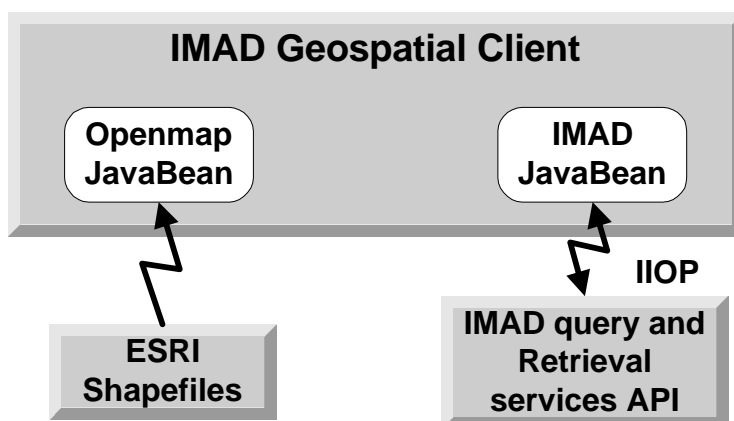 IMAD Geospatial Client
Openmap
JavaBean
IMAD
JavaBean
IIOP
ESRI
Shapefiles
IMAD query and
Retrieval
services API